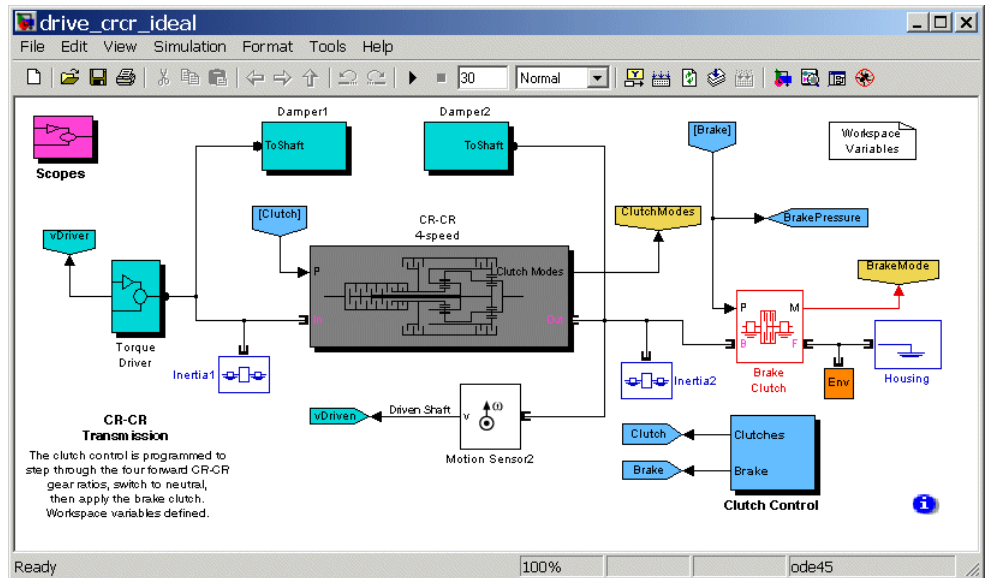 drive_crcr_ideal
File Edit View Simulation Format Tools Help
30 Normal
Damper1
Damper2
ToShaft
ToShaft
[Brake]
Workspace
Variables
Scopes
[Clutch]
CR-CR
4-speed
ClutchModes
BrakePressure
vDriver
P
Clutch Modes
BrakeMode
P M
In
Out
B F
Torque
Driver
Inertia1
Inertia2
Brake
Clutch
Env
Housing
vDriven
Driven Shaft
v
ω
Motion Sensor2
CR-CR
Transmission
The clutch control is programmed to
step through the four forward CR-CR
gear ratios, switch to neutral,
then apply the brake clutch.
Workspace variables defined.
Clutch
Clutches
Brake
Brake
Clutch Control
i
Ready 100% ode45